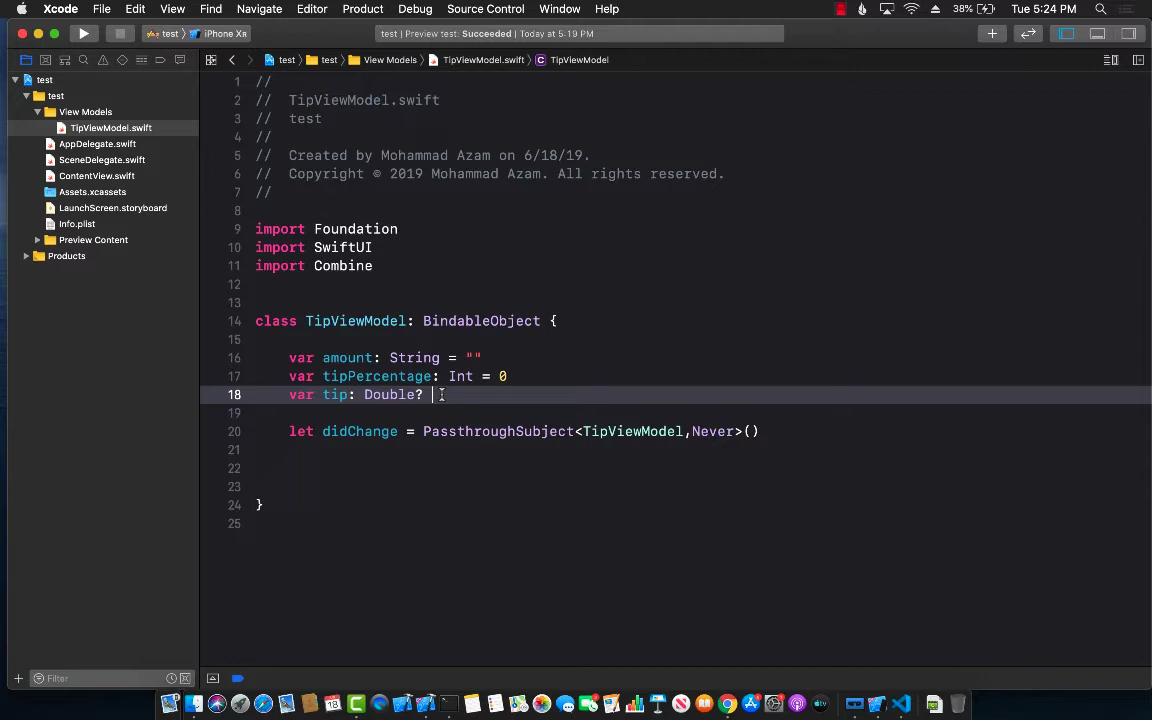 Xcode File Edit View Find Navigate Editor Product Debug Source Control Window Help 38% Tue 5:24 PM
test iPhone Xʀ test | Preview test: Succeeded | Today at 5:19 PM
test test View Models TipViewModel.swift C TipViewModel
test
test
View Models
TipViewModel.swift
AppDelegate.swift
SceneDelegate.swift
ContentView.swift
Assets.xcassets
LaunchScreen.storyboard
Info.plist
Preview Content
Products
1 //
2 // TipViewModel.swift
3 // test
4 //
5 // Created by Mohammad Azam on 6/18/19.
6 // Copyright © 2019 Mohammad Azam. All rights reserved.
7 //
8
9 import Foundation
10 import SwiftUI
11 import Combine
12
13
14 class TipViewModel: BindableObject {
15
16 var amount: String = ""
17 var tipPercentage: Int = 0
18 var tip: Double?
19
20 let didChange = PassthroughSubject<TipViewModel,Never>()
21
22
23
24 }
25
Filter
18